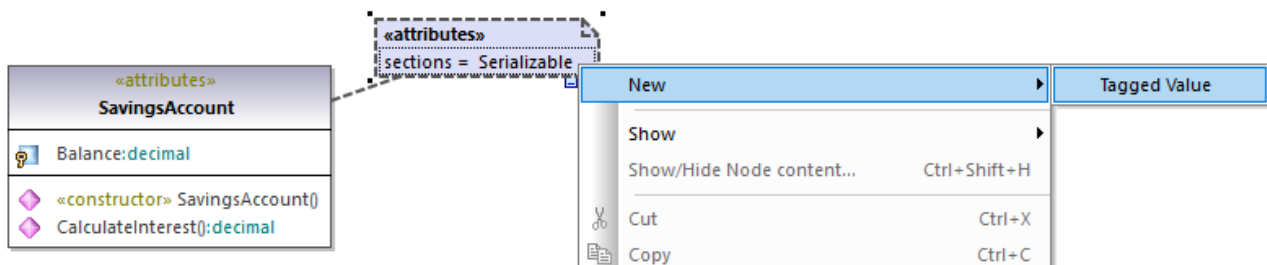 «attributes»
sections = Serializable
«attributes»
SavingsAccount
Balance:decimal
«constructor» SavingsAccount()
CalculateInterest():decimal
New
Tagged Value
Show
Show/Hide Node content... Ctrl+Shift+H
Cut Ctrl+X
Copy Ctrl+C